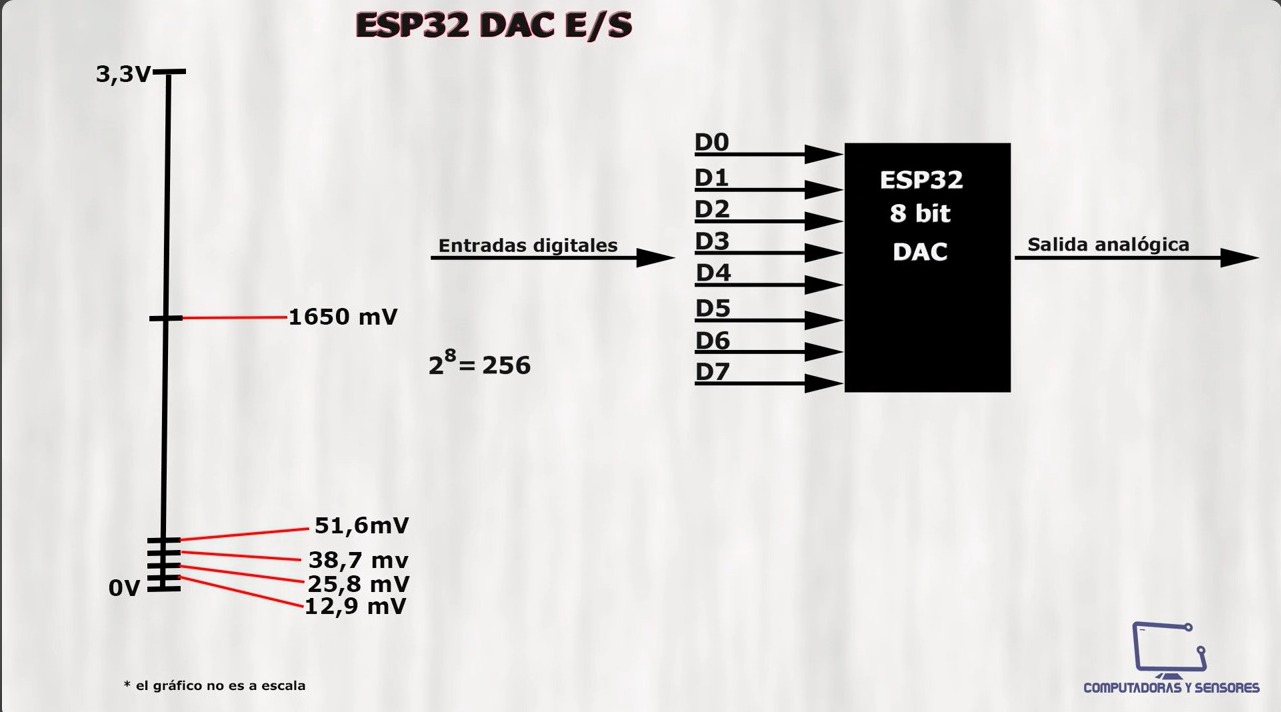 ESP32 DAC E/S
3,3V
1650 mV
51,6mV
38,7 mv
25,8 mV
12,9 mV
0V
* el gráfico no es a escala
Entradas digitales
2⁸= 256
D0
D1
D2
D3
D4
D5
D6
D7
ESP32
8 bit
DAC
Salida analógica
COMPUTADORAS Y SENSORES